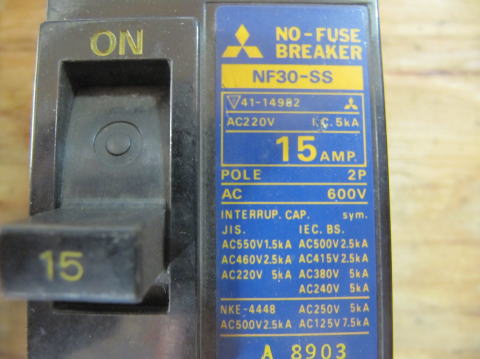 ON
15
NO-FUSE
BREAKER
NF30-SS
41-14982
AC220V I.C.5kA
15 AMP.
POLE 2P
AC 600V
INTERRUP. CAP. sym.
JIS. IEC. BS.
AC550V1.5kA AC500V2.5kA
AC460V2.5kA AC415V2.5kA
AC220V 5kA AC380V 5kA
AC240V 5kA
NKE-4448 AC250V 5kA
AC500V2.5kA AC125V7.5kA
A 8903